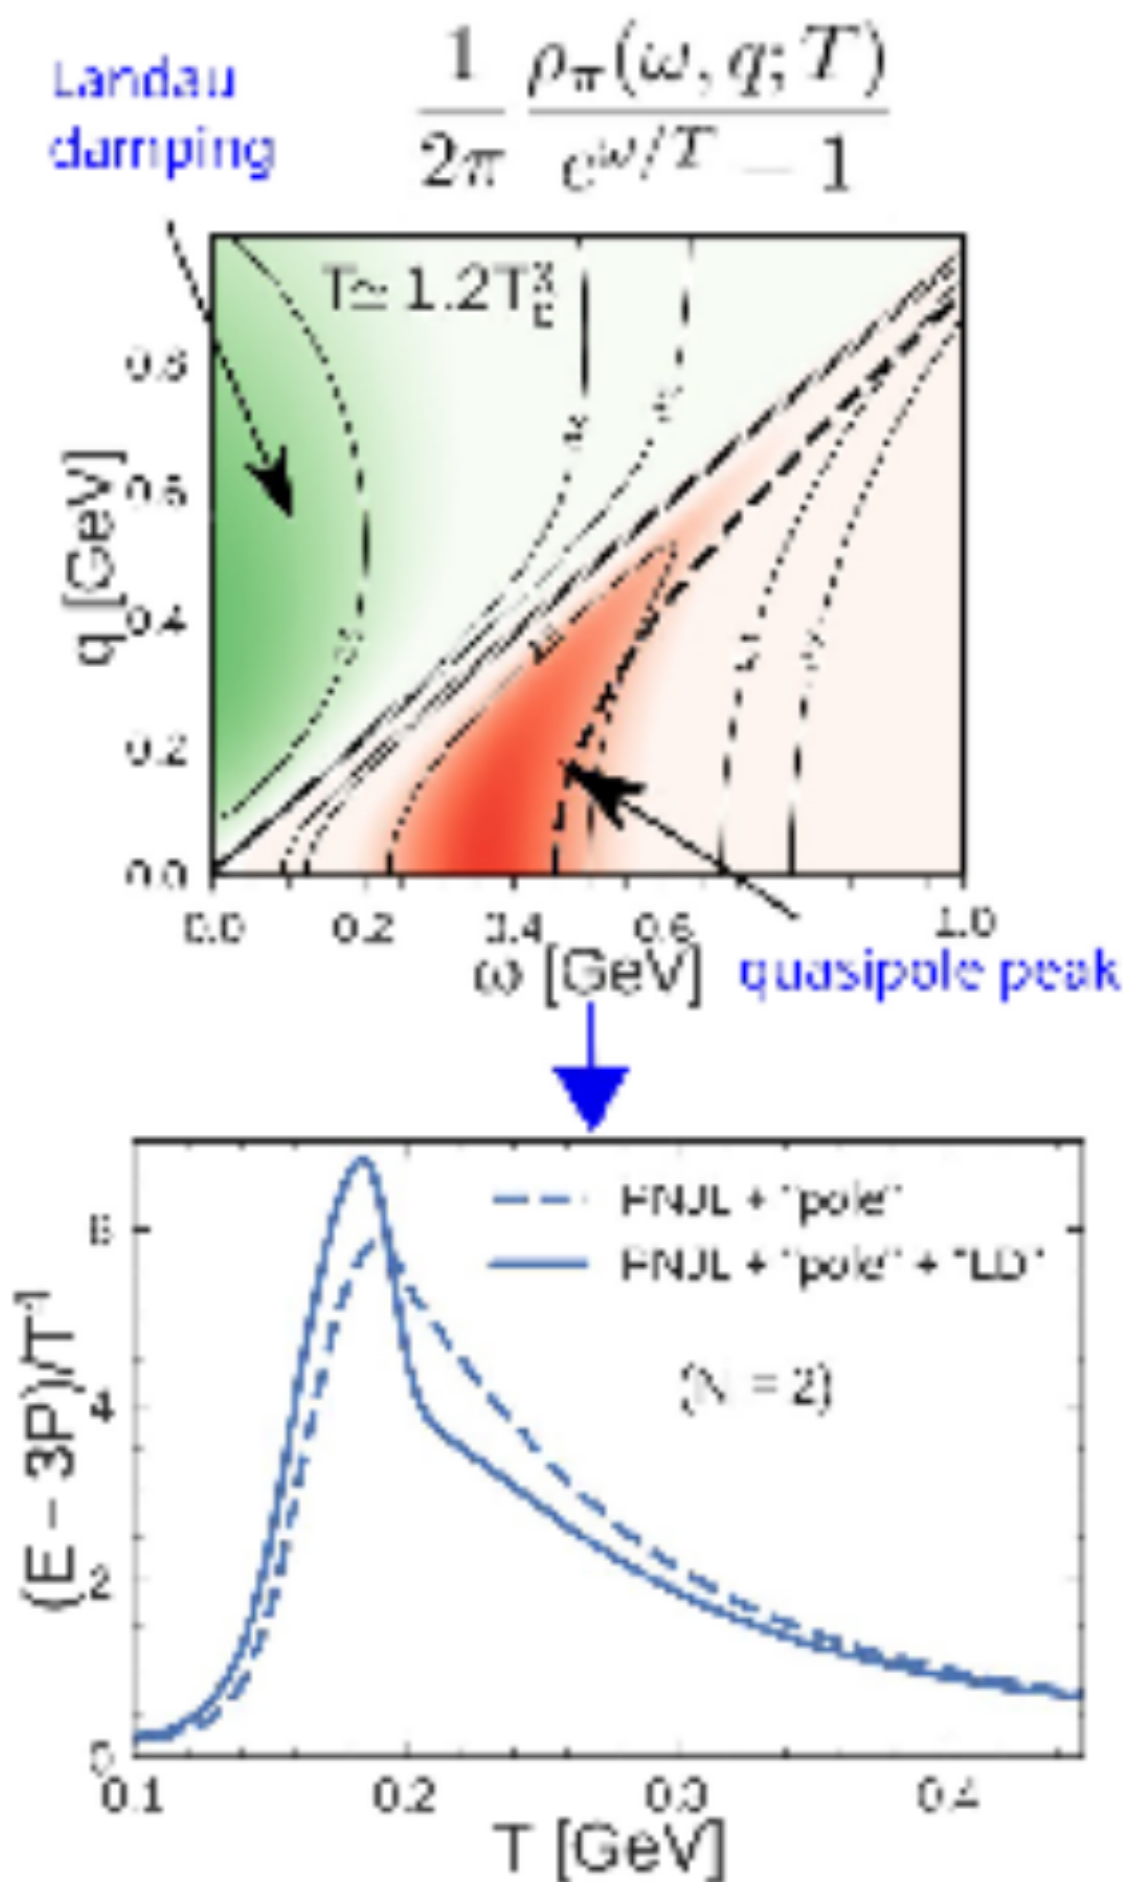 Landau
damping
1/2π ρπ(ω, q; T)/e^ω/T − 1
T≃ 1.2T
q [GeV]
0.8
0.6
0.4
0.2
0.0
0.0 0.2 0.4 0.6 1.0
ω [GeV]
quasipole peak
(E − 3P)/T⁴
6
4
2
0
PNJL + "pole"
PNJL + "pole" + "LD"
(N = 2)
0.1 0.2 0.3 0.4
T [GeV]